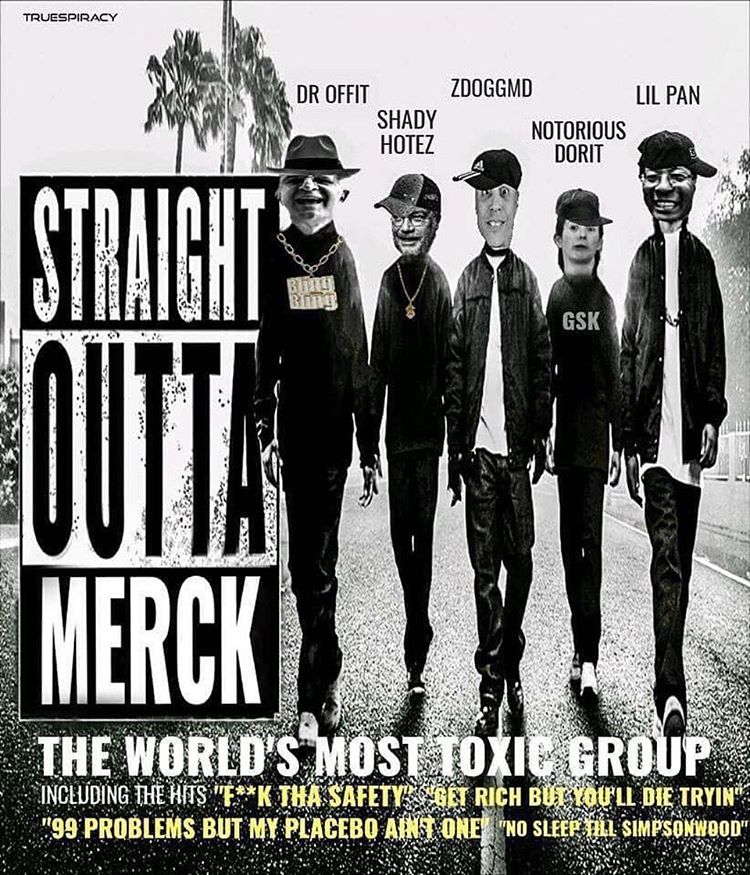 TRUESPIRACY
DR OFFIT
SHADY
HOTEZ
ZDOGGMD
NOTORIOUS
DORIT
LIL PAN
STRAIGHT
OUTTA
MERCK
Bling
Bling
GSK
THE WORLD'S MOST TOXIC GROUP
INCLUDING THE HITS "F**K THA SAFETY" "GET RICH BUT YOU'LL DIE TRYIN"
"99 PROBLEMS BUT MY PLACEBO AIN'T ONE" "NO SLEEP TILL SIMPSONWOOD"